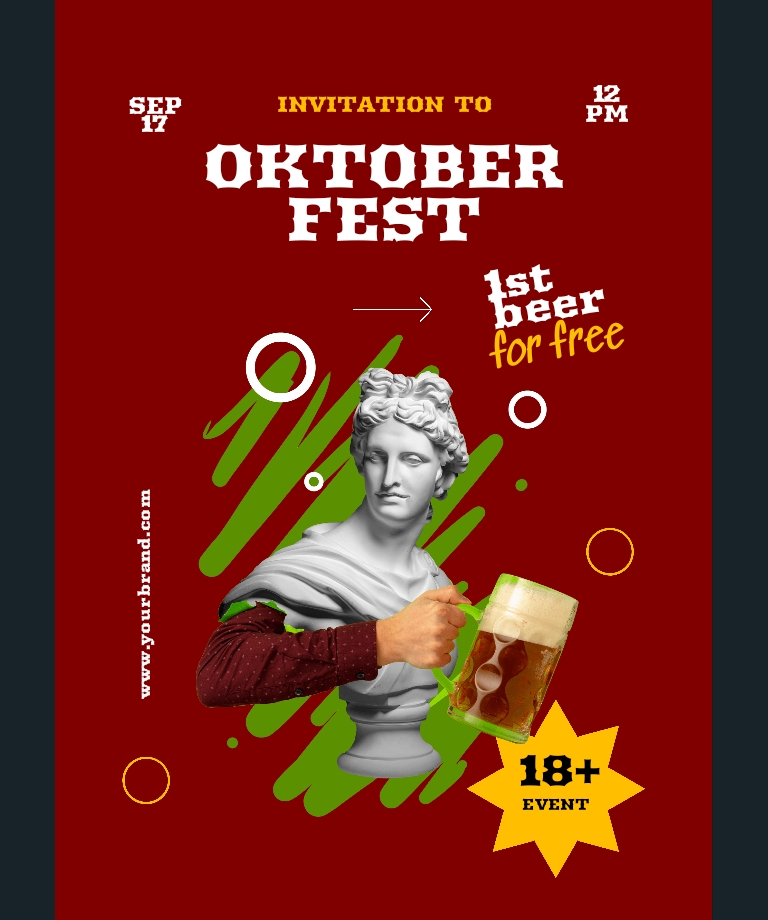 SEP
17
INVITATION TO
12
PM
OKTOBER
FEST
1st
beer
for free
www.yourbrand.com
18+
EVENT